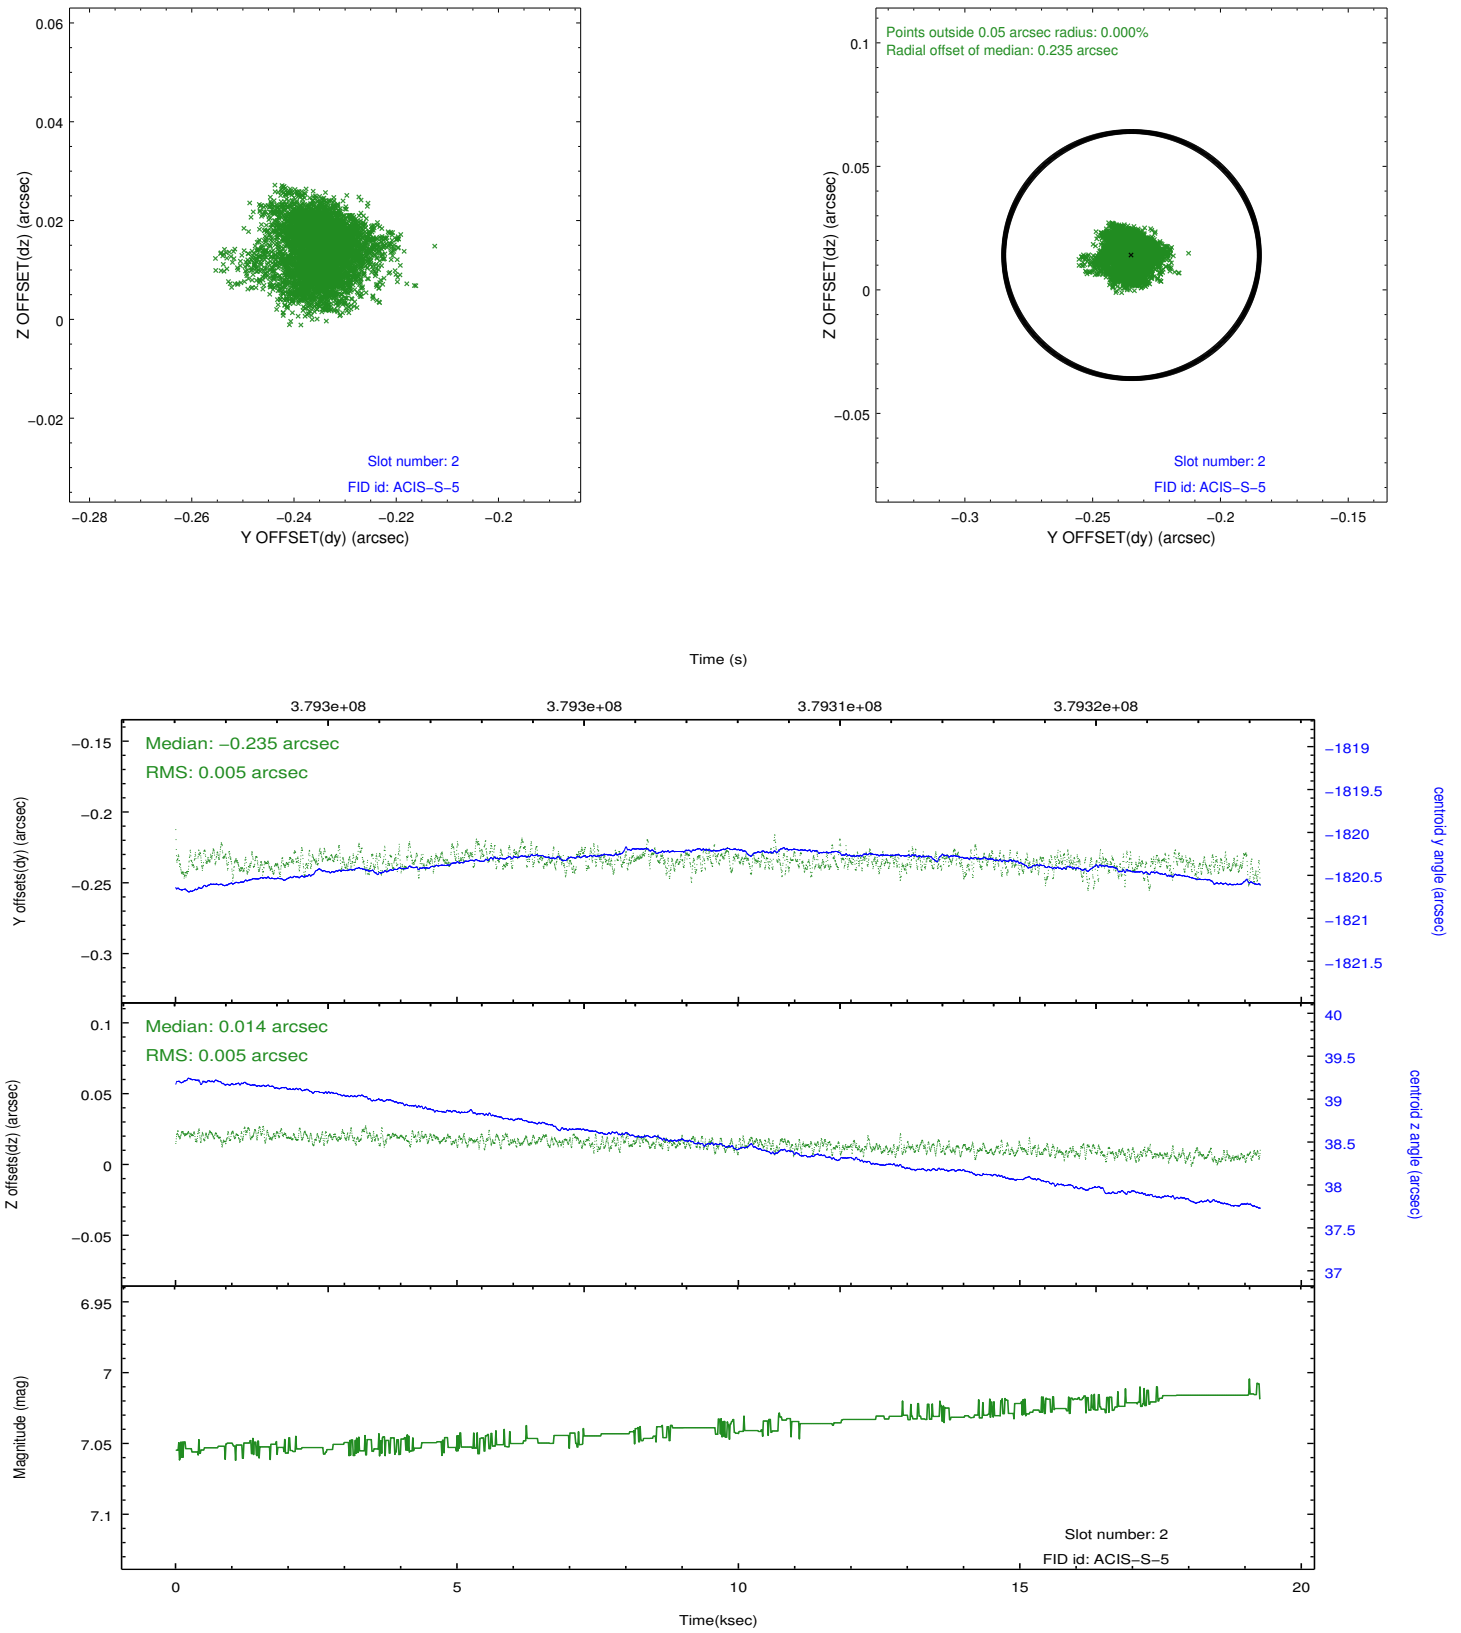 0.06
0.04
0.02
0
−0.02
Z OFFSET(dz) (arcsec)
Slot number: 2
FID id: ACIS−S−5
−0.28
−0.26
−0.24
−0.22
−0.2
Y OFFSET(dy) (arcsec)
Points outside 0.05 arcsec radius: 0.000%
Radial offset of median: 0.235 arcsec
0.1
0.05
0
−0.05
Z OFFSET(dz) (arcsec)
Slot number: 2
FID id: ACIS−S−5
−0.3
−0.25
−0.2
−0.15
Y OFFSET(dy) (arcsec)
Time (s)
3.793e+08
3.793e+08
3.7931e+08
3.7932e+08
Median: −0.235 arcsec
RMS: 0.005 arcsec
−0.15
−0.2
−0.25
−0.3
Y offsets(dy) (arcsec)
−1819
−1819.5
−1820
−1820.5
−1821
−1821.5
centroid y angle (arcsec)
Median: 0.014 arcsec
RMS: 0.005 arcsec
0.1
0.05
0
−0.05
Z offsets(dz) (arcsec)
40
39.5
39
38.5
38
37.5
37
centroid z angle (arcsec)
6.95
7
7.05
7.1
Magnitude (mag)
Slot number: 2
FID id: ACIS−S−5
0
5
10
15
20
Time(ksec)